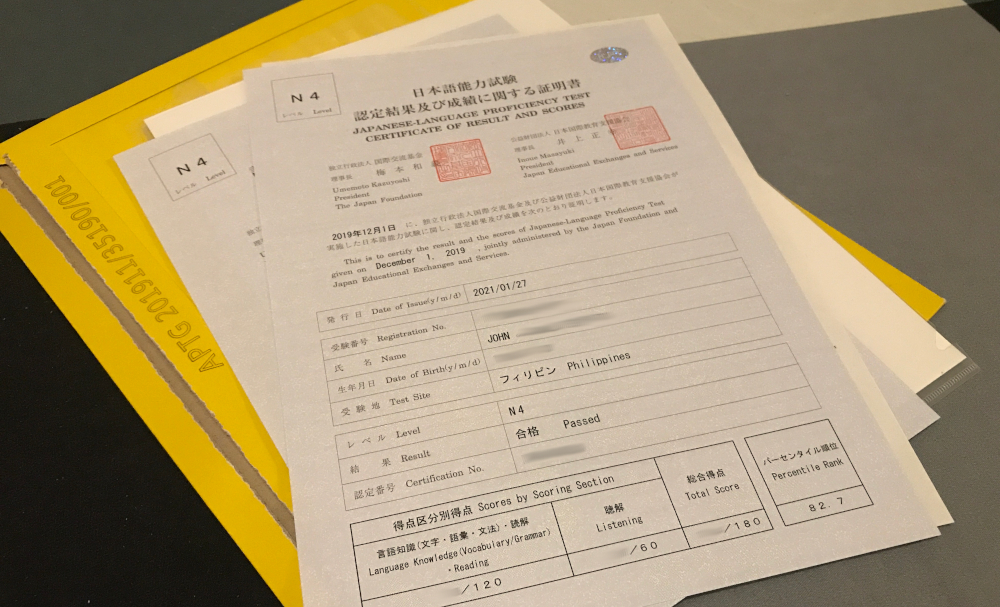 APTG 201911/35190/001
N4
レベル Level
N4
レベル Level
日本語能力試験
認定結果及び成績に関する証明書
JAPANESE-LANGUAGE PROFICIENCY TEST
CERTIFICATE OF RESULT AND SCORES
独立行政法人 国際交流基金
理事長 梅本和義
Umemoto Kazuyoshi
President
The Japan Foundation
公益財団法人 日本国際教育支援協会
理事長 井上正
Inoue Masayuki
President
Japan Educational Exchanges and Services
2019年12月1日 に、独立行政法人国際交流基金及び公益財団法人日本国際教育支援協会が
実施した日本語能力試験に関し、認定結果及び成績を次のとおり証明します。
This is to certify the result and the scores of Japanese-Language Proficiency Test
given on December 1, 2019 , jointly administered by the Japan Foundation and
Japan Educational Exchanges and Services.
発行日 Date of Issue(y/m/d) 2021/01/27
受験番号 Registration No.
氏名 Name JOHN
生年月日 Date of Birth(y/m/d)
受験地 Test Site フィリピン Philippines
レベル Level N4
結果 Result 合格 Passed
認定番号 Certification No.
得点区分別得点 Scores by Scoring Section
言語知識(文字・語彙・文法)・読解
Language Knowledge(Vocabulary/Grammar)
・Reading
/120
聴解
Listening
/60
総合得点
Total Score
/180
パーセンタイル順位
Percentile Rank
82.7